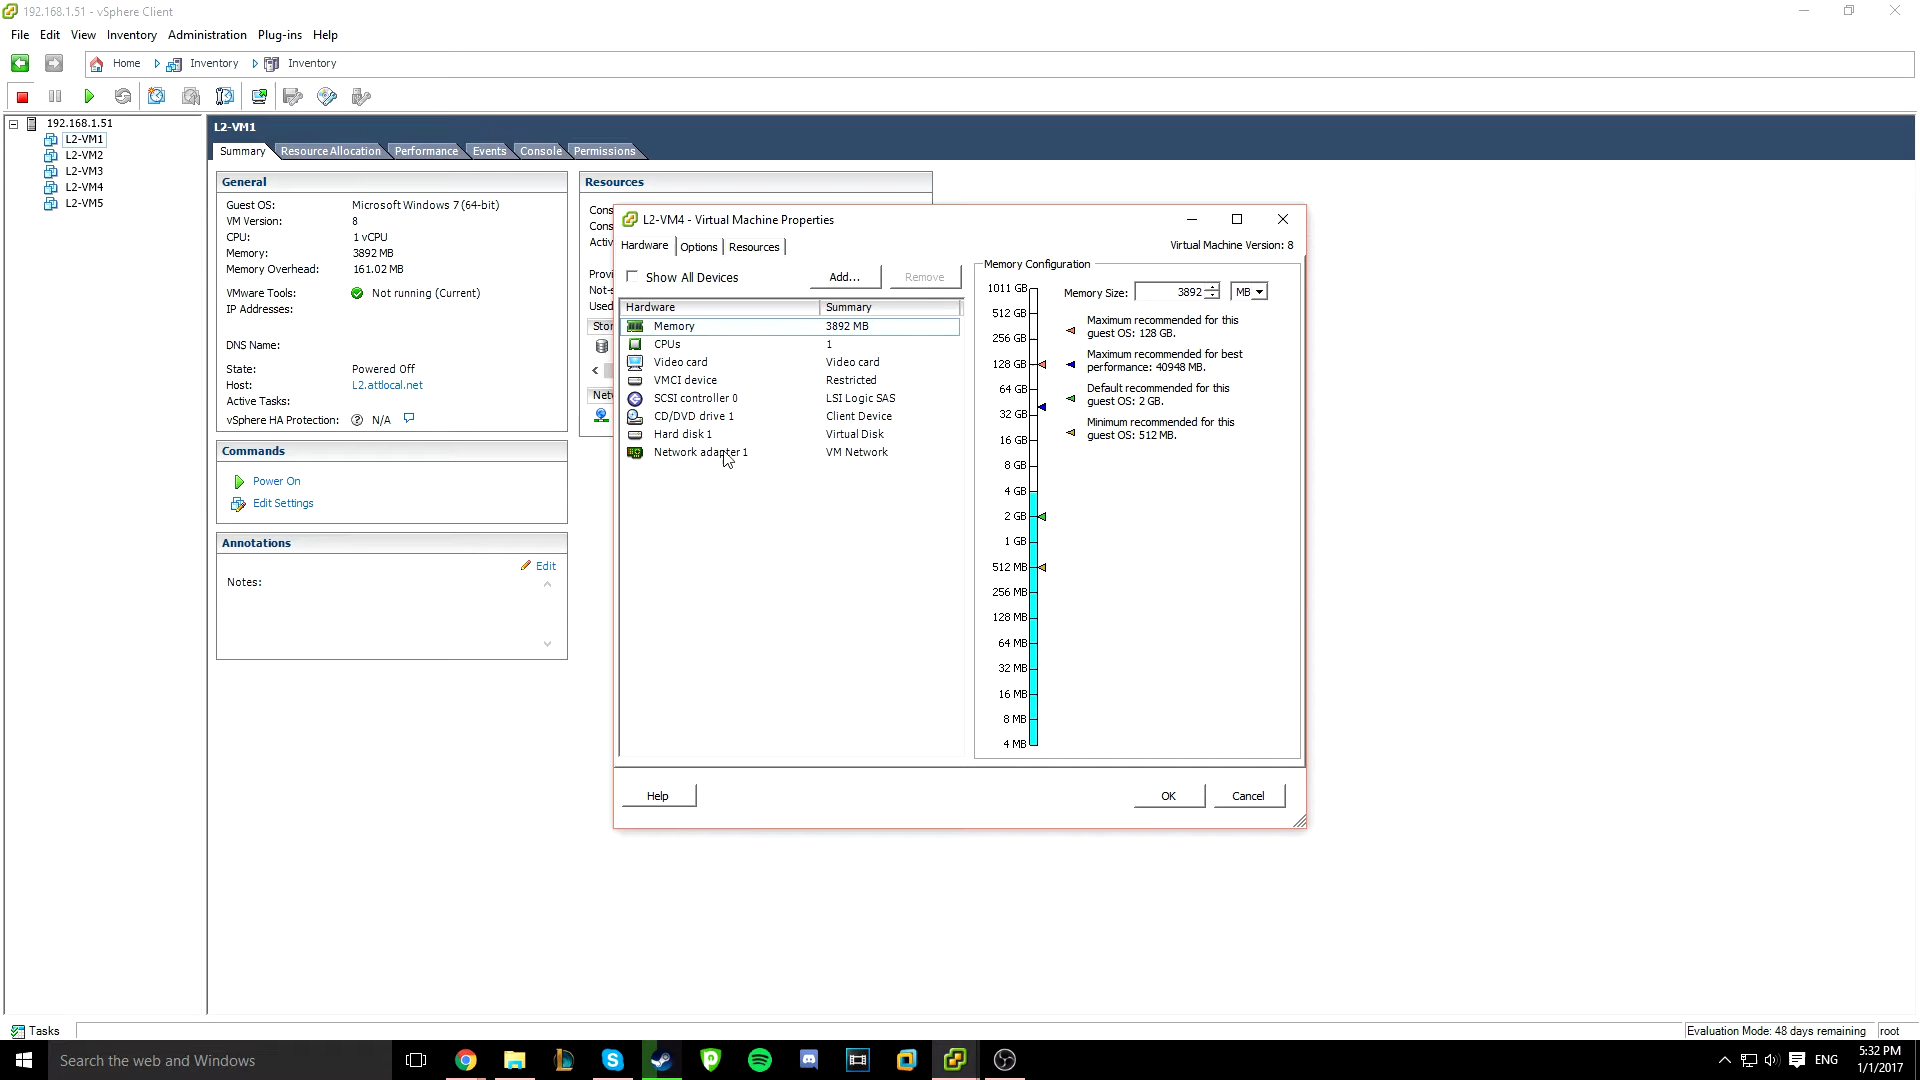 192.168.1.51 - vSphere Client
File Edit View Inventory Administration Plug-ins Help
Home Inventory Inventory
192.168.1.51
L2-VM1
L2-VM2
L2-VM3
L2-VM4
L2-VM5
L2-VM1
Summary Resource Allocation Performance Events Console Permissions
General
Guest OS: Microsoft Windows 7 (64-bit)
VM Version: 8
CPU: 1 vCPU
Memory: 3892 MB
Memory Overhead: 161.02 MB
VMware Tools: Not running (Current)
IP Addresses:
DNS Name:
State: Powered Off
Host: L2.attlocal.net
Active Tasks:
vSphere HA Protection: N/A
Commands
Power On
Edit Settings
Annotations
Edit
Notes:
Resources
Cons
Cons
Activ
Provi
Not-s
Used
Stor
Netw
L2-VM4 - Virtual Machine Properties
Hardware Options Resources
Virtual Machine Version: 8
Show All Devices Add... Remove
Hardware Summary
Memory 3892 MB
CPUs 1
Video card Video card
VMCI device Restricted
SCSI controller 0 LSI Logic SAS
CD/DVD drive 1 Client Device
Hard disk 1 Virtual Disk
Network adapter 1 VM Network
Memory Configuration
1011 GB
512 GB
256 GB
128 GB
64 GB
32 GB
16 GB
8 GB
4 GB
2 GB
1 GB
512 MB
256 MB
128 MB
64 MB
32 MB
16 MB
8 MB
4 MB
Memory Size: 3892 MB
Maximum recommended for this
guest OS: 128 GB.
Maximum recommended for best
performance: 40948 MB.
Default recommended for this
guest OS: 2 GB.
Minimum recommended for this
guest OS: 512 MB.
Help OK Cancel
Tasks
Evaluation Mode: 48 days remaining root
Search the web and Windows
ENG
5:32 PM
1/1/2017